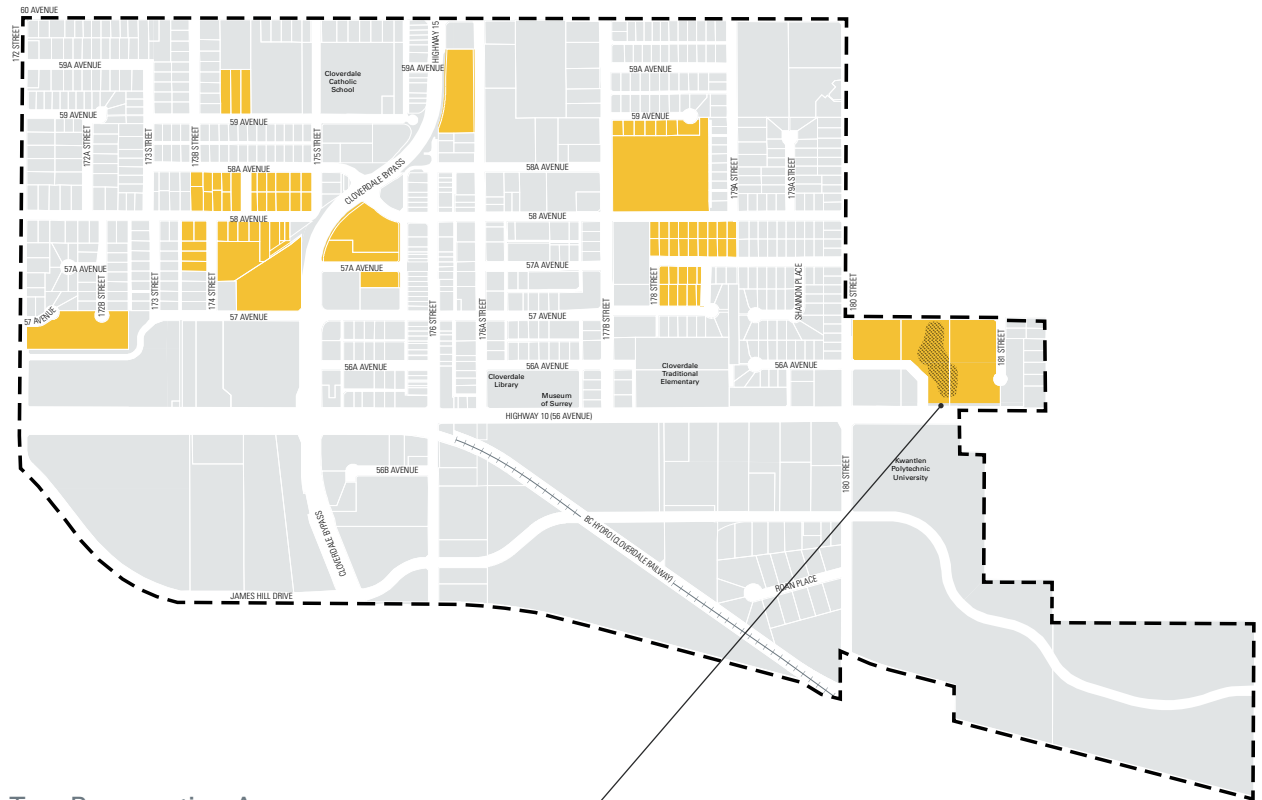 60 AVENUE
172 STREET
HIGHWAY 15
59A AVENUE
59A AVENUE
59A AVENUE
Cloverdale
Catholic
School
59 AVENUE
59 AVENUE
59 AVENUE
172A STREET
173 STREET
173B STREET
175 STREET
58A AVENUE
58A AVENUE
CLOVERDALE BYPASS
179A STREET
179A STREET
58 AVENUE
58 AVENUE
57A AVENUE
57A AVENUE
57A AVENUE
172B STREET
173 STREET
174 STREET
178 STREET
SHANNON PLACE
180 STREET
57 AVENUE
57 AVENUE
57 AVENUE
176 STREET
176A STREET
177B STREET
181 STREET
56A AVENUE
56A AVENUE
56A AVENUE
Cloverdale
Library
Cloverdale
Traditional
Elementary
Museum
of Surrey
HIGHWAY 10 (56 AVENUE)
56B AVENUE
180 STREET
Kwantlen
Polytechnic
University
CLOVERDALE BYPASS
BC HYDRO (CLOVERDALE RAILWAY)
ROAN PLACE
JAMES HILL DRIVE